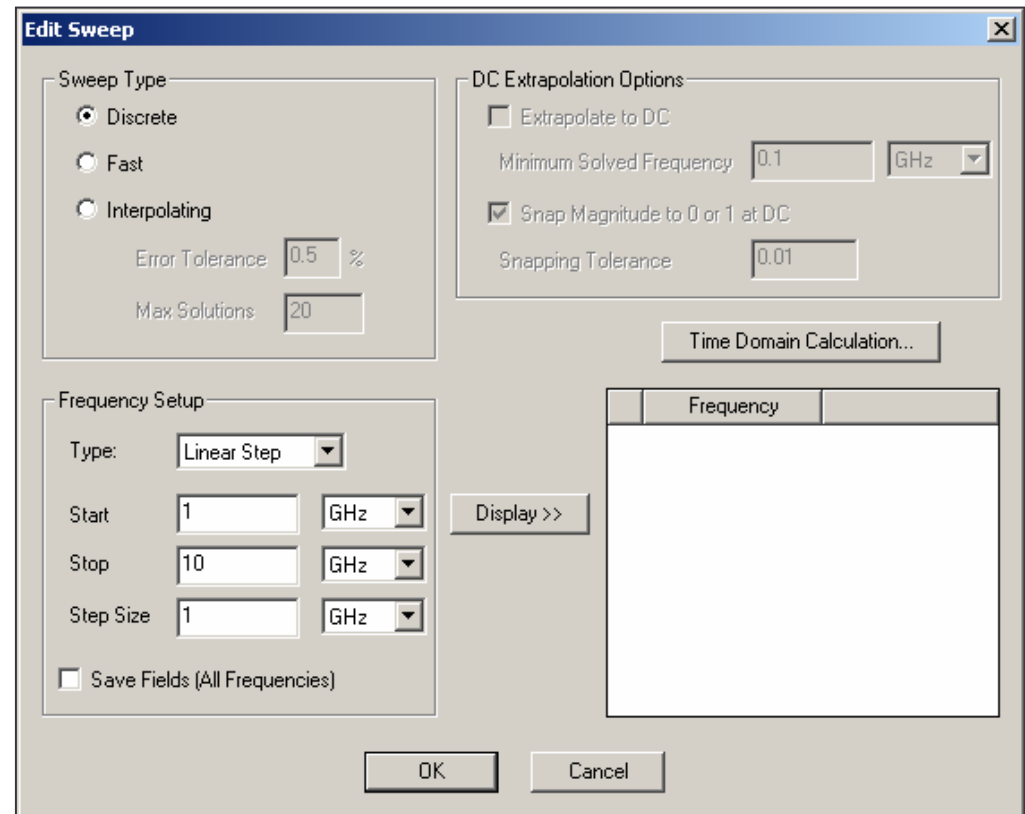 Edit Sweep
Sweep Type
Discrete
Fast
Interpolating
Error Tolerance 0.5 %
Max Solutions 20
DC Extrapolation Options
Extrapolate to DC
Minimum Solved Frequency 0.1 GHz
Snap Magnitude to 0 or 1 at DC
Snapping Tolerance 0.01
Time Domain Calculation...
Frequency Setup
Type: Linear Step
Start 1 GHz
Stop 10 GHz
Step Size 1 GHz
Save Fields (All Frequencies)
Display >>
Frequency
OK Cancel